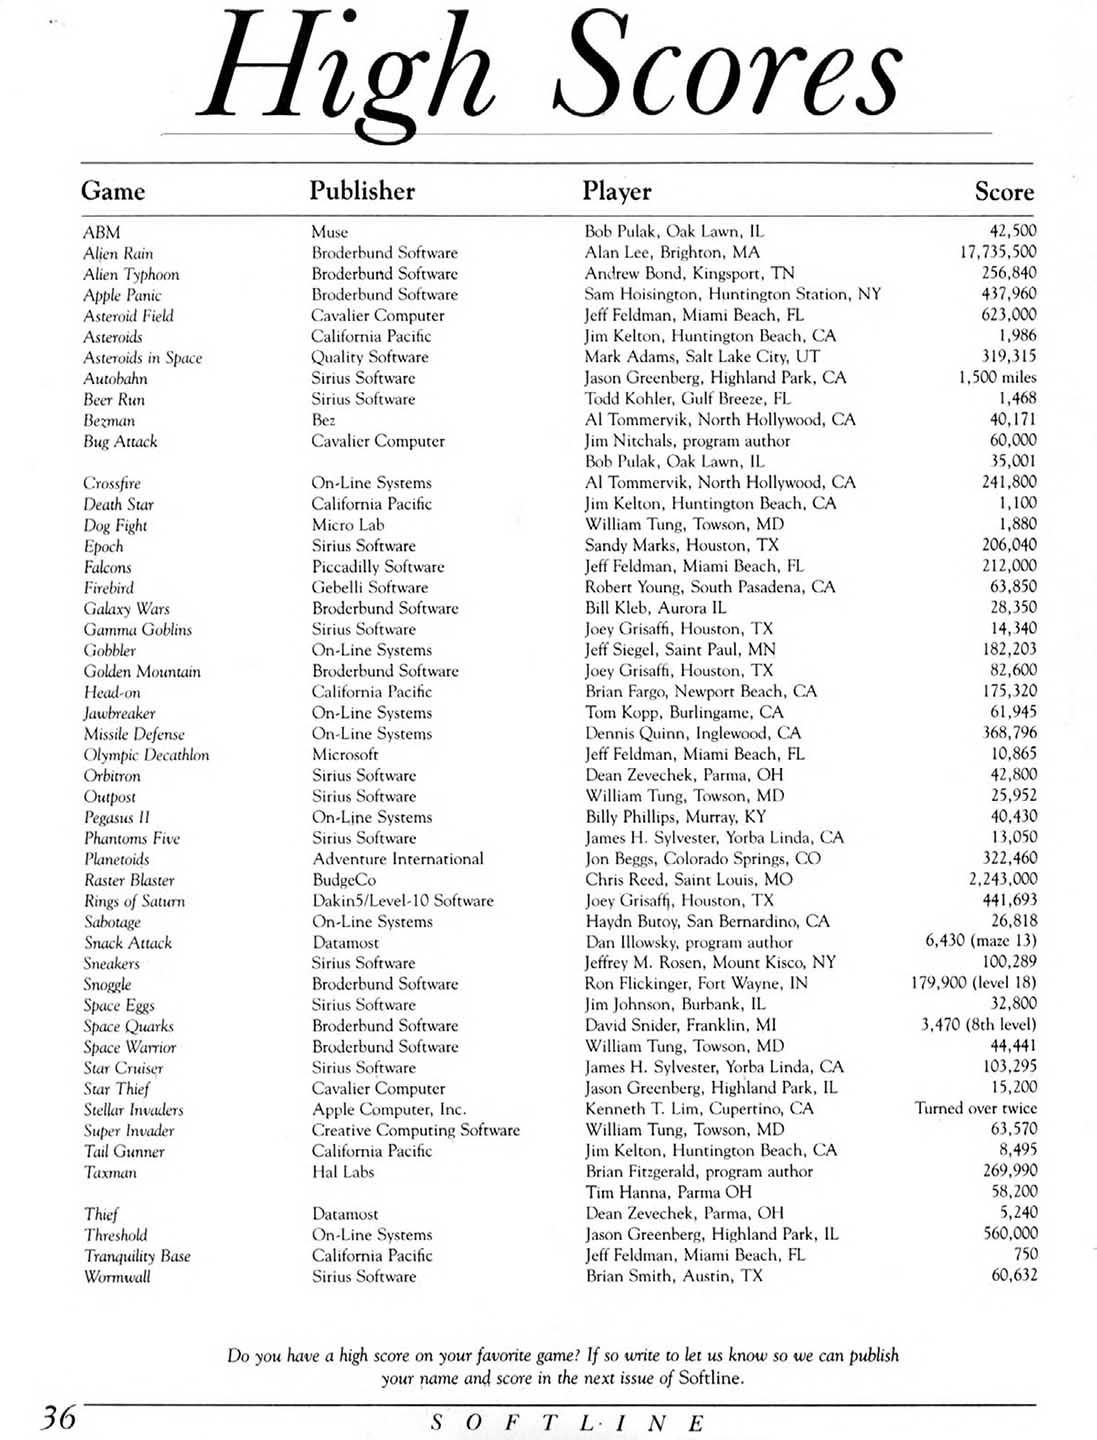 High Scores
Game Publisher Player Score
ABM Muse Bob Pulak, Oak Lawn, IL 42,500
Alien Rain Broderbund Software Alan Lee, Brighton, MA 17,735,500
Alien Typhoon Broderbund Software Andrew Bond, Kingsport, TN 256,840
Apple Panic Broderbund Software Sam Hoisington, Huntington Station, NY 437,960
Asteroid Field Cavalier Computer Jeff Feldman, Miami Beach, FL 623,000
Asteroids California Pacific Jim Kelton, Huntington Beach, CA 1,986
Asteroids in Space Quality Software Mark Adams, Salt Lake City, UT 319,315
Autobahn Sirius Software Jason Greenberg, Highland Park, CA 1,500 miles
Beer Run Sirius Software Todd Kohler, Gulf Breeze, FL 1,468
Bezman Bez Al Tommervik, North Hollywood, CA 40,171
Bug Attack Cavalier Computer Jim Nitchals, program author 60,000
Bob Pulak, Oak Lawn, IL 35,001
Crossfire On-Line Systems Al Tommervik, North Hollywood, CA 241,800
Death Star California Pacific Jim Kelton, Huntington Beach, CA 1,100
Dog Fight Micro Lab William Tung, Towson, MD 1,880
Epoch Sirius Software Sandy Marks, Houston, TX 206,040
Falcons Piccadilly Software Jeff Feldman, Miami Beach, FL 212,000
Firebird Gebelli Software Robert Young, South Pasadena, CA 63,850
Galaxy Wars Broderbund Software Bill Kleb, Aurora IL 28,350
Gamma Goblins Sirius Software Joey Grisaffi, Houston, TX 14,340
Gobbler On-Line Systems Jeff Siegel, Saint Paul, MN 182,203
Golden Mountain Broderbund Software Joey Grisaffi, Houston, TX 82,600
Head-on California Pacific Brian Fargo, Newport Beach, CA 175,320
Jawbreaker On-Line Systems Tom Kopp, Burlingame, CA 61,945
Missile Defense On-Line Systems Dennis Quinn, Inglewood, CA 368,796
Olympic Decathlon Microsoft Jeff Feldman, Miami Beach, FL 10,865
Orbitron Sirius Software Dean Zevechek, Parma, OH 42,800
Outpost Sirius Software William Tung, Towson, MD 25,952
Pegasus II On-Line Systems Billy Phillips, Murray, KY 40,430
Phantoms Five Sirius Software James H. Sylvester, Yorba Linda, CA 13,050
Planetoids Adventure International Jon Beggs, Colorado Springs, CO 322,460
Raster Blaster BudgeCo Chris Reed, Saint Louis, MO 2,243,000
Rings of Saturn Dakin5/Level-10 Software Joey Grisaffi, Houston, TX 441,693
Sabotage On-Line Systems Haydn Butoy, San Bernardino, CA 26,818
Snack Attack Datamost Dan Illowsky, program author 6,430 (maze 13)
Sneakers Sirius Software Jeffrey M. Rosen, Mount Kisco, NY 100,289
Snoggle Broderbund Software Ron Flickinger, Fort Wayne, IN 179,900 (level 18)
Space Eggs Sirius Software Jim Johnson, Burbank, IL 32,800
Space Quarks Broderbund Software David Snider, Franklin, MI 3,470 (8th level)
Space Warrior Broderbund Software William Tung, Towson, MD 44,441
Star Cruiser Sirius Software James H. Sylvester, Yorba Linda, CA 103,295
Star Thief Cavalier Computer Jason Greenberg, Highland Park, IL 15,200
Stellar Invaders Apple Computer, Inc. Kenneth T. Lim, Cupertino, CA Turned over twice
Super Invader Creative Computing Software William Tung, Towson, MD 63,570
Tail Gunner California Pacific Jim Kelton, Huntington Beach, CA 8,495
Taxman Hal Labs Brian Fitzgerald, program author 269,990
Tim Hanna, Parma OH 58,200
Thief Datamost Dean Zevechek, Parma, OH 5,240
Threshold On-Line Systems Jason Greenberg, Highland Park, IL 560,000
Tranquility Base California Pacific Jeff Feldman, Miami Beach, FL 750
Wormwall Sirius Software Brian Smith, Austin, TX 60,632
Do you have a high score on your favorite game? If so write to let us know so we can publish
your name and score in the next issue of Softline.
36 SOFTLINE